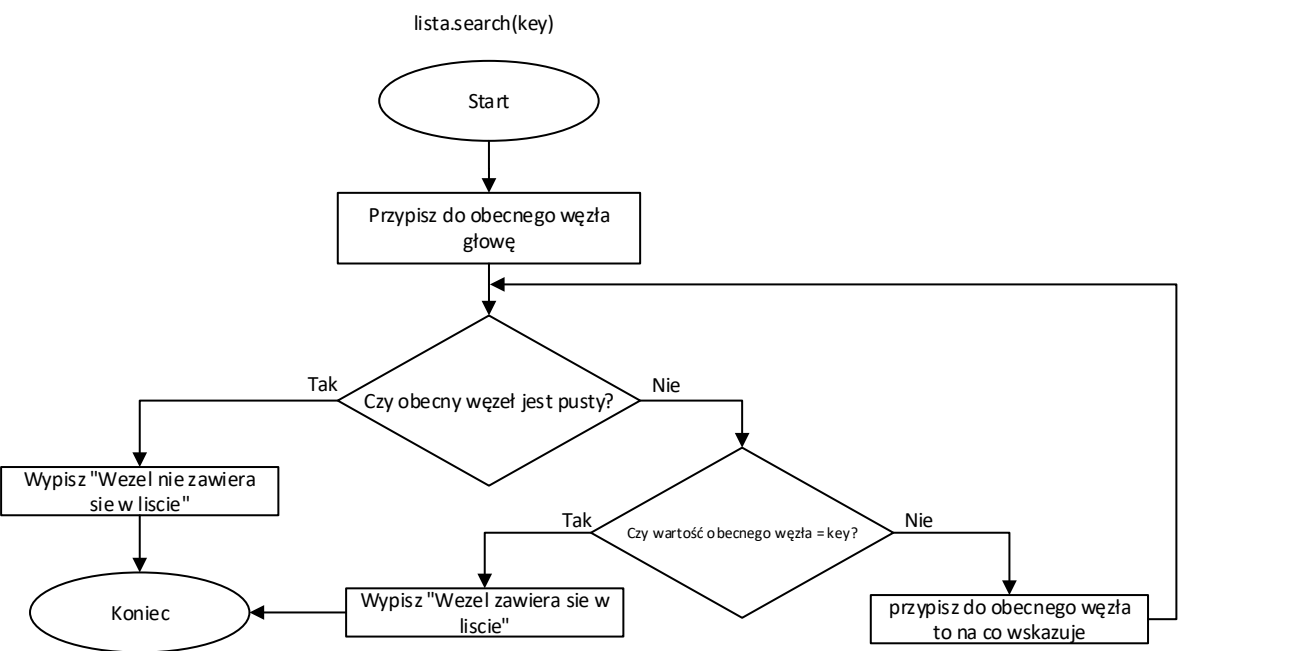 lista.search(key)
Start
Przypisz do obecnego węzła
głowę
Tak
Nie
Czy obecny węzeł jest pusty?
Wypisz "Wezel nie zawiera
sie w liscie"
Tak
Nie
Czy wartość obecnego węzła = key?
Koniec
Wypisz "Wezel zawiera sie w
liscie"
przypisz do obecnego węzła
to na co wskazuje